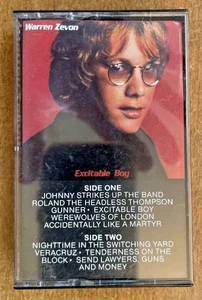 Warren Zevon
Excitable Boy
SIDE ONE
JOHNNY STRIKES UP THE BAND
ROLAND THE HEADLESS THOMPSON
GUNNER • EXCITABLE BOY
WEREWOLVES OF LONDON
ACCIDENTALLY LIKE A MARTYR
SIDE TWO
NIGHTTIME IN THE SWITCHING YARD
VERACRUZ • TENDERNESS ON THE
BLOCK • SEND LAWYERS, GUNS
AND MONEY